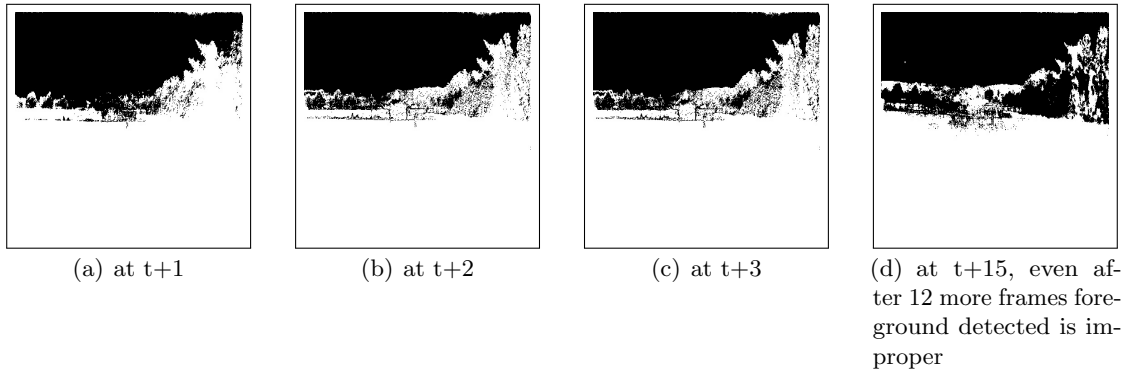 (a) at t+1
(b) at t+2
(c) at t+3
(d) at t+15, even af-
ter 12 more frames fore-
ground detected is im-
proper